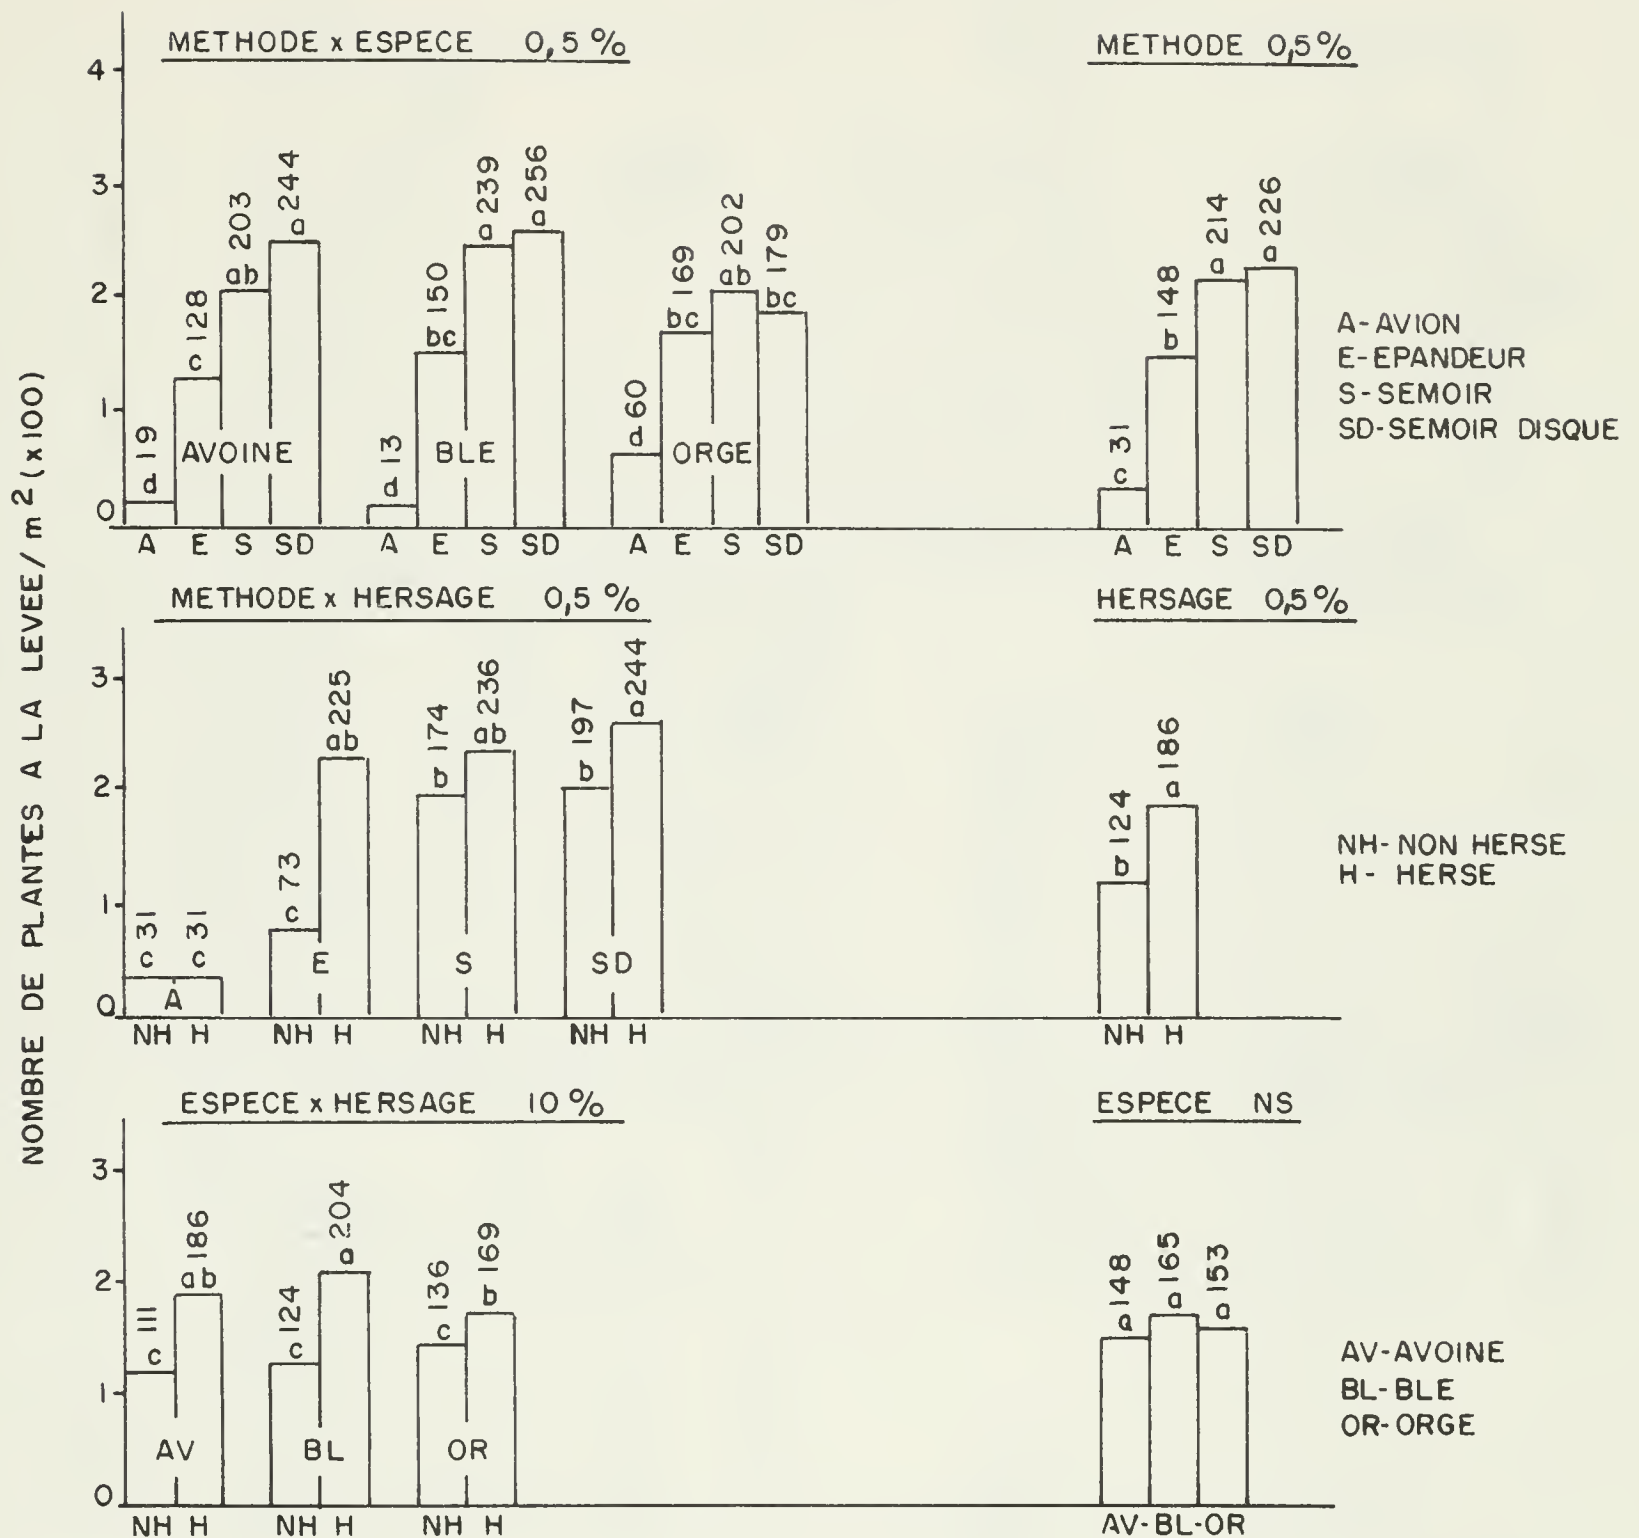 NOMBRE DE PLANTES A LA LEVEE/m² (x100)
METHODE x ESPECE 0,5%
4
3
2
1
0
d 19
c 128
ab 203
a 244
AVOINE
d 13
bc 150
a 239
a 256
BLE
d 60
bc 169
ab 202
bc 179
ORGE
A E S SD A E S SD A E S SD
METHODE 0,5%
c 31
b 148
a 214
a 226
A E S SD
A-AVION
E-EPANDEUR
S-SEMOIR
SD-SEMOIR DISQUE
METHODE x HERSAGE 0,5%
3
2
1
0
c 31
c 31
A
c 73
ab 225
E
b 174
ab 236
S
b 197
a 244
SD
NH H NH H NH H NH H
HERSAGE 0,5%
b 124
a 186
NH H
NH-NON HERSE
H-HERSE
ESPECE x HERSAGE 10%
3
2
1
0
c 111
ab 186
AV
c 124
a 204
BL
c 136
b 169
OR
NH H NH H NH H
ESPECE NS
a 148
a 165
a 153
AV-BL-OR
AV-AVOINE
BL-BLE
OR-ORGE